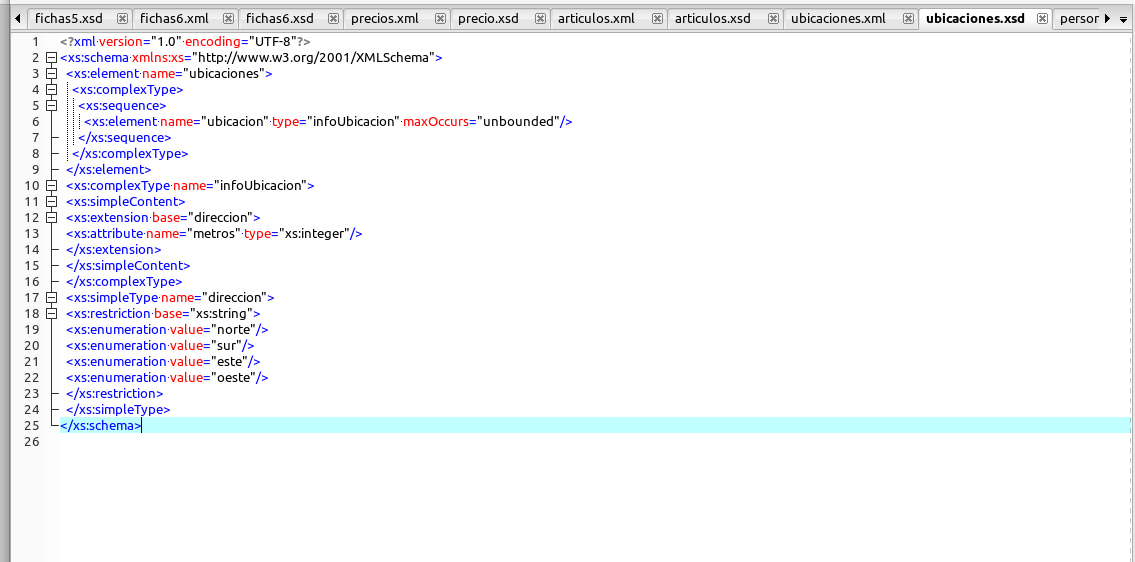 fichas5.xsd fichas6.xml fichas6.xsd precios.xml precio.xsd articulos.xml articulos.xsd ubicaciones.xml ubicaciones.xsd person
1 <?xml version="1.0" encoding="UTF-8"?>
2 <xs:schema xmlns:xs="http://www.w3.org/2001/XMLSchema">
3 <xs:element name="ubicaciones">
4 <xs:complexType>
5 <xs:sequence>
6 <xs:element name="ubicacion" type="infoUbicacion" maxOccurs="unbounded"/>
7 </xs:sequence>
8 </xs:complexType>
9 </xs:element>
10 <xs:complexType name="infoUbicacion">
11 <xs:simpleContent>
12 <xs:extension base="direccion">
13 <xs:attribute name="metros" type="xs:integer"/>
14 </xs:extension>
15 </xs:simpleContent>
16 </xs:complexType>
17 <xs:simpleType name="direccion">
18 <xs:restriction base="xs:string">
19 <xs:enumeration value="norte"/>
20 <xs:enumeration value="sur"/>
21 <xs:enumeration value="este"/>
22 <xs:enumeration value="oeste"/>
23 </xs:restriction>
24 </xs:simpleType>
25 </xs:schema>
26